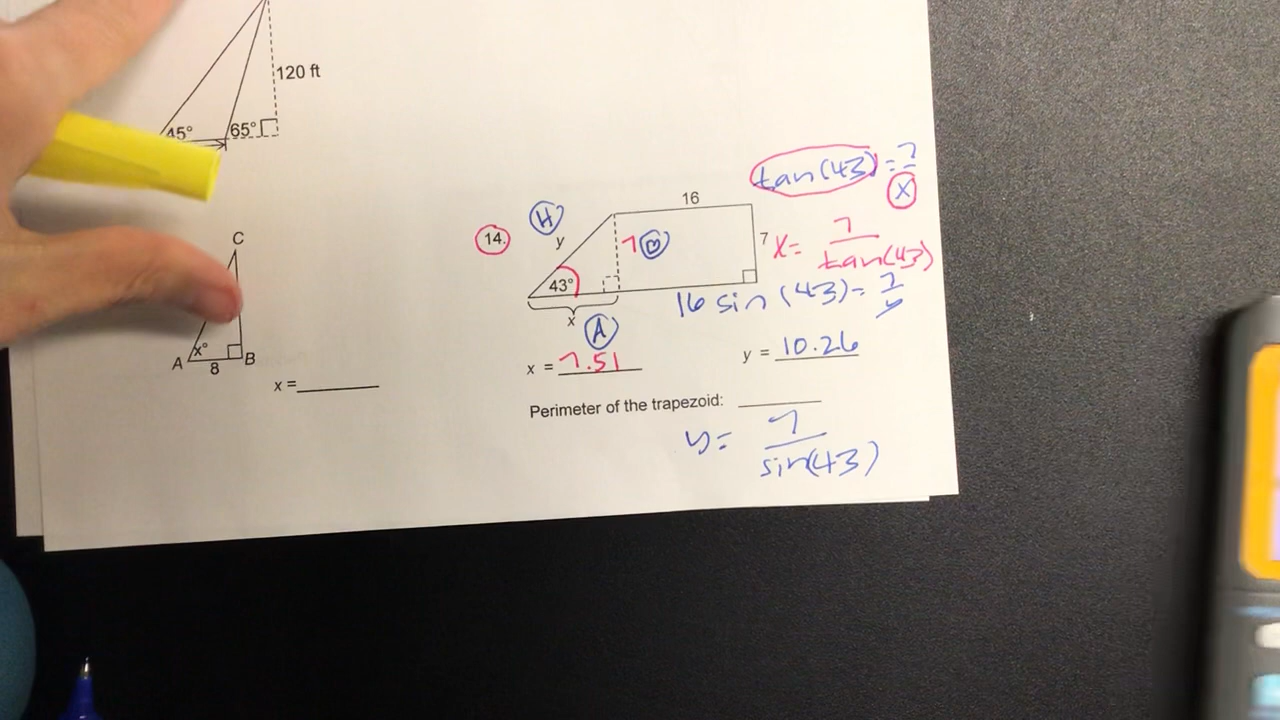 120 ft
45°
65°
C
x°
A
B
8
x =
14.
H
y
16
7
O
7
43°
x
A
16
tan(43) = 7/x
x = 7/tan(43)
sin(43) = 7/y
x = 7.51
y = 10.26
Perimeter of the trapezoid:
y = 7/sin(43)